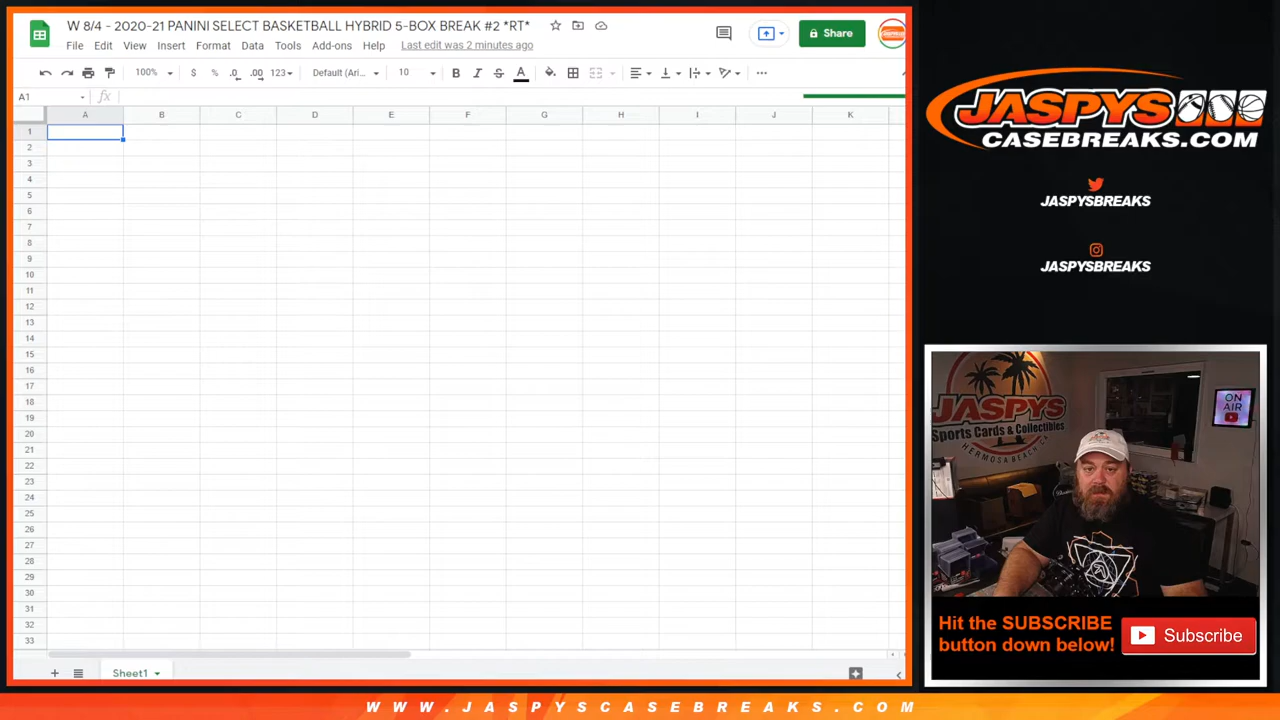 W 8/4 - 2020-21 PANINI SELECT BASKETBALL HYBRID 5-BOX BREAK #2 *RT*
File Edit View Insert Format Data Tools Add-ons Help Last edit was 2 minutes ago
Share
100% $ % .0 .00 123 Default (Ari... 10 B I S A
A1 fx
A B C D E F G H I J K
1
2
3
4
5
6
7
8
9
10
11
12
13
14
15
16
17
18
19
20
21
22
23
24
25
26
27
28
29
30
31
32
33
Sheet1
JASPYS
CASEBREAKS.COM
JASPYSBREAKS
JASPYSBREAKS
JASPYS
Sports Cards & Collectibles
HERMOSA BEACH CA
ON
AIR
Hit the SUBSCRIBE
button down below!
Subscribe
WWW.JASPYSCASEBREAKS.COM